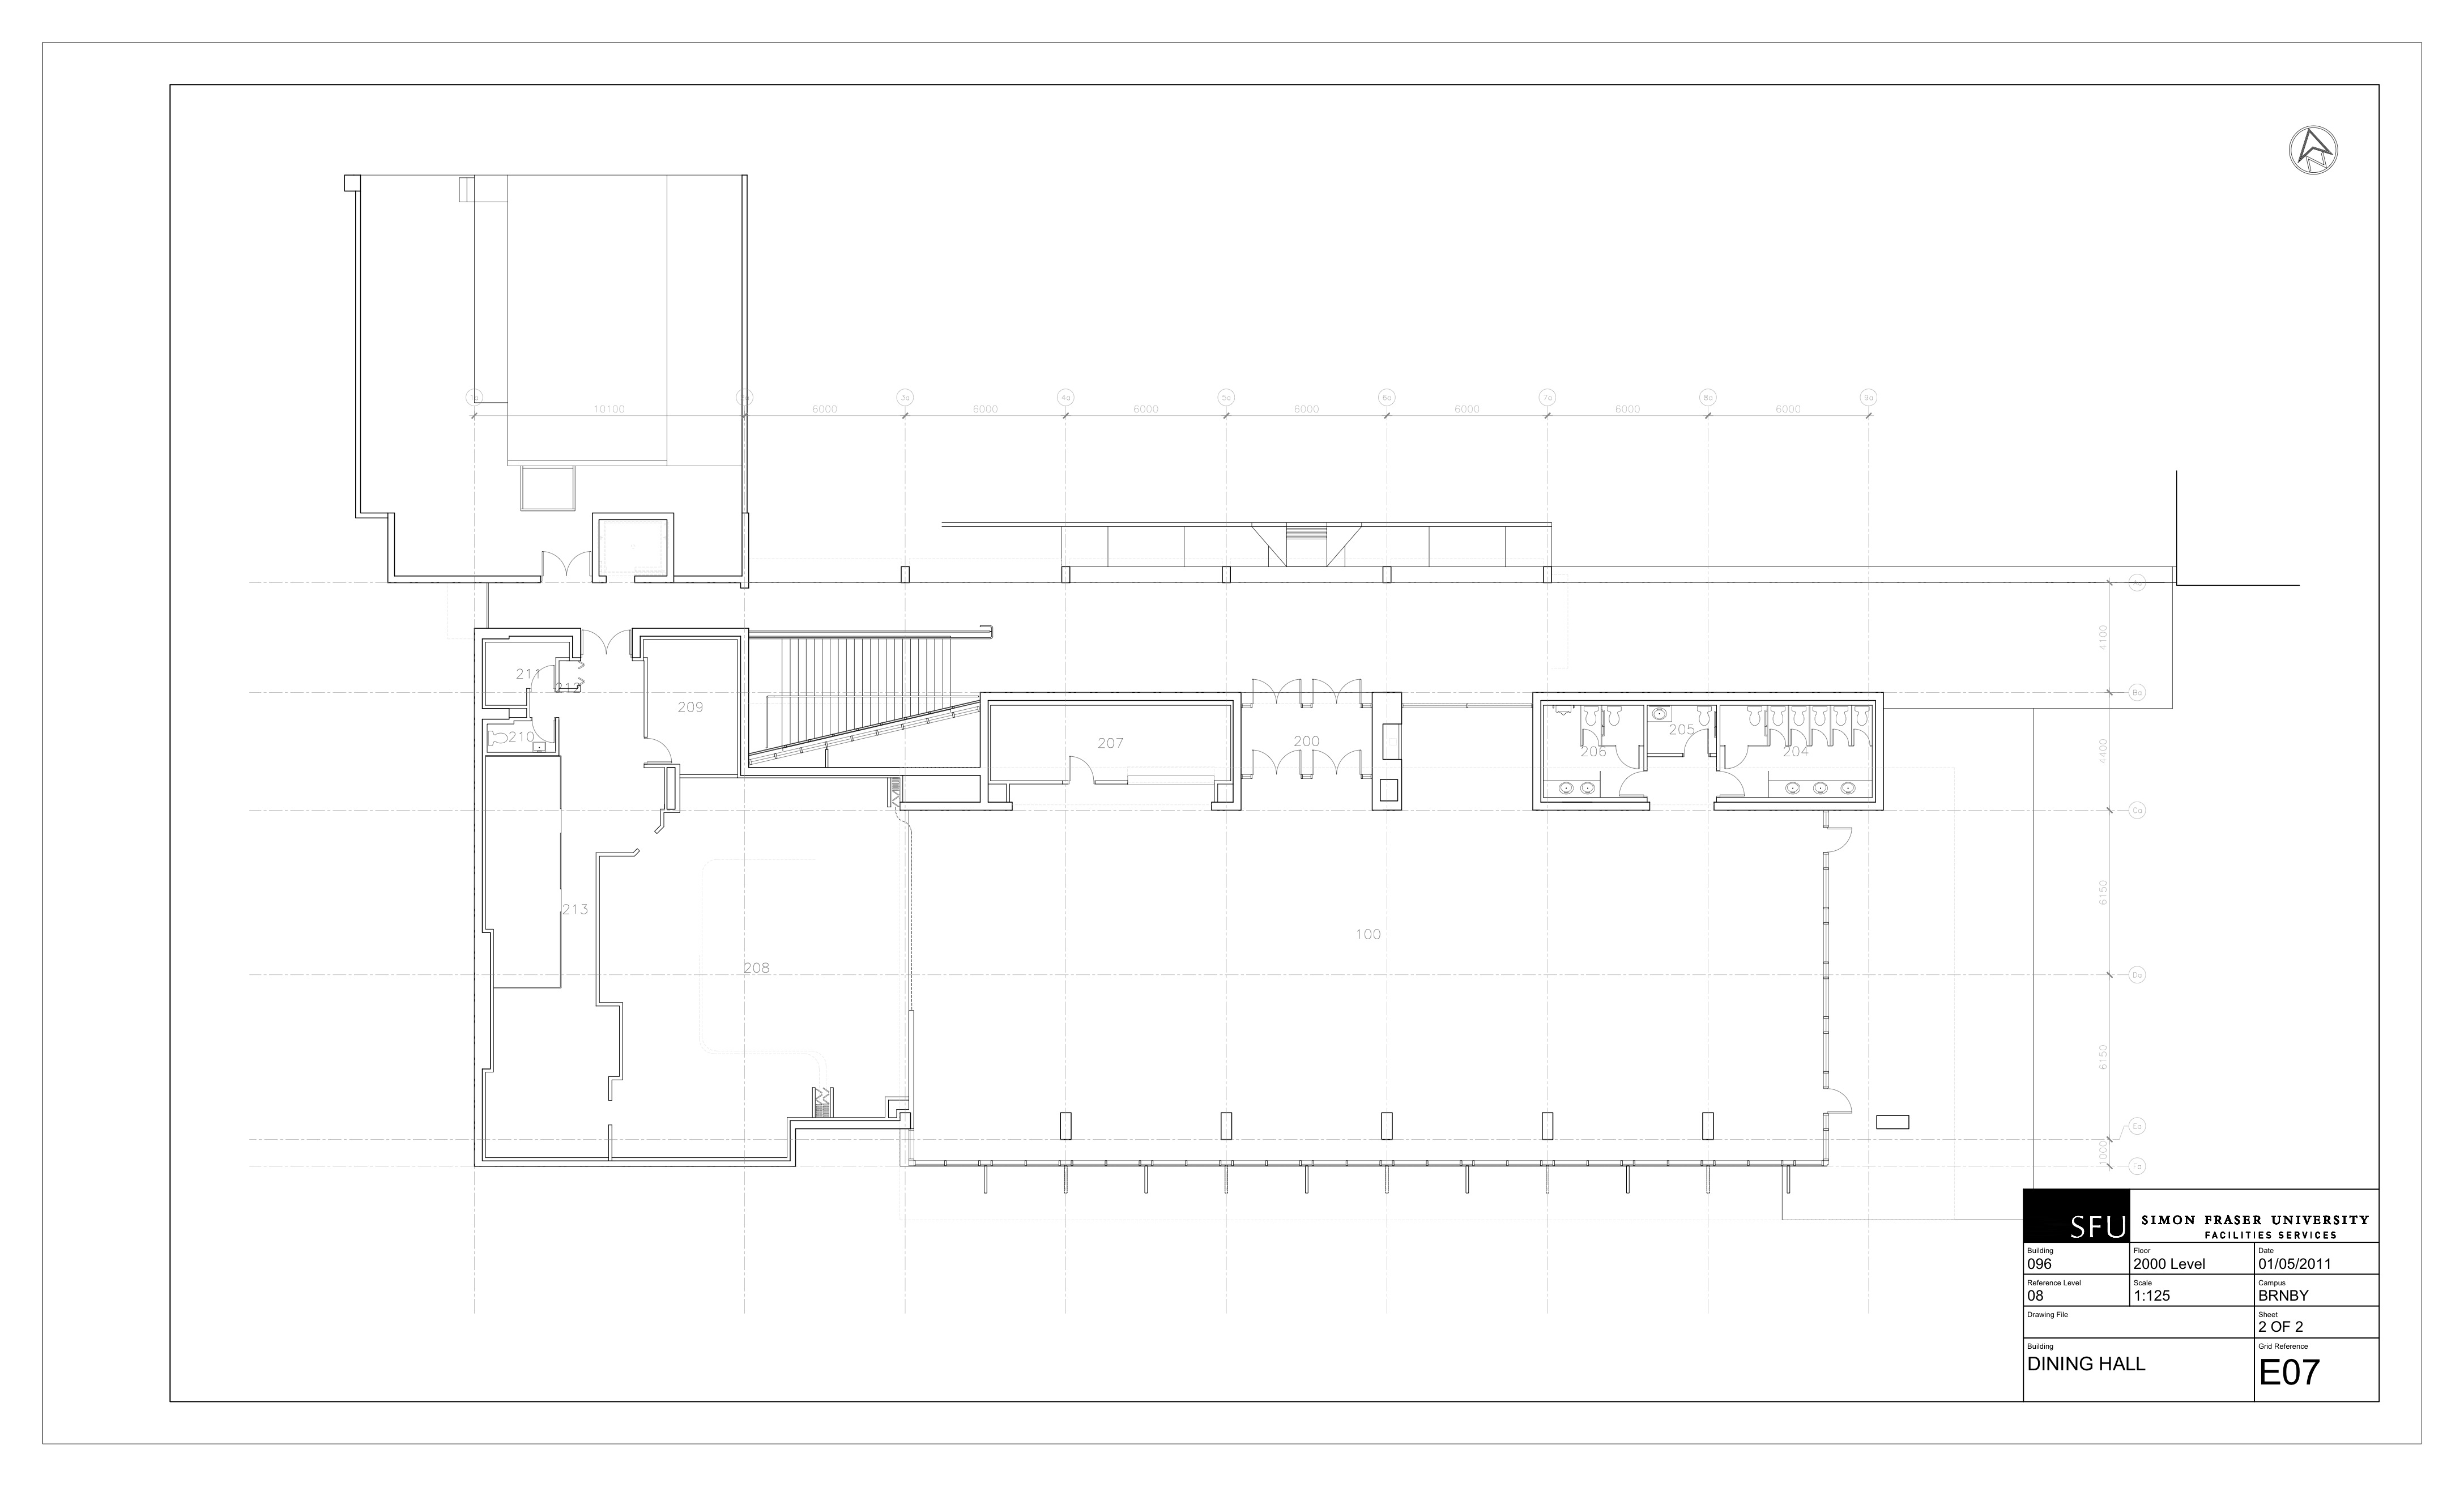 1a
3a
4a
5a
6a
7a
8a
9a
10100
6000
6000
6000
6000
6000
6000
6000
Aa
4100
211
212
Ba
209
210
207
200
206
205
204
4400
Ca
6150
213
100
208
Da
6150
Ea
1000
Fa
SFU
SIMON FRASER UNIVERSITY
FACILITIES SERVICES
Building
096
Floor
2000 Level
Date
01/05/2011
Reference Level
08
Scale
1:125
Campus
BRNBY
Drawing File
Sheet
2 OF 2
Building
DINING HALL
Grid Reference
E07